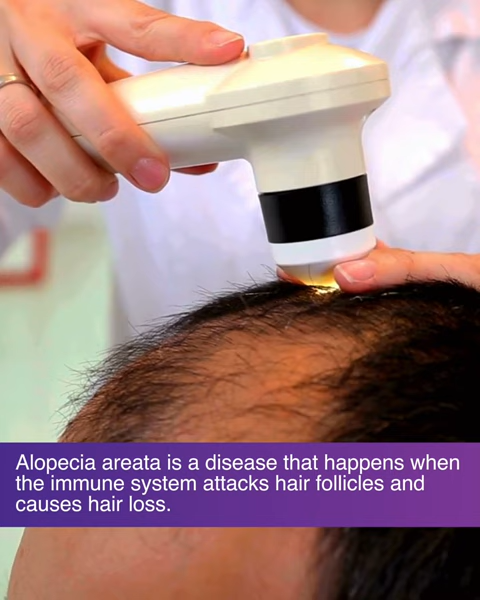 Alopecia areata is a disease that happens when
the immune system attacks hair follicles and
causes hair loss.